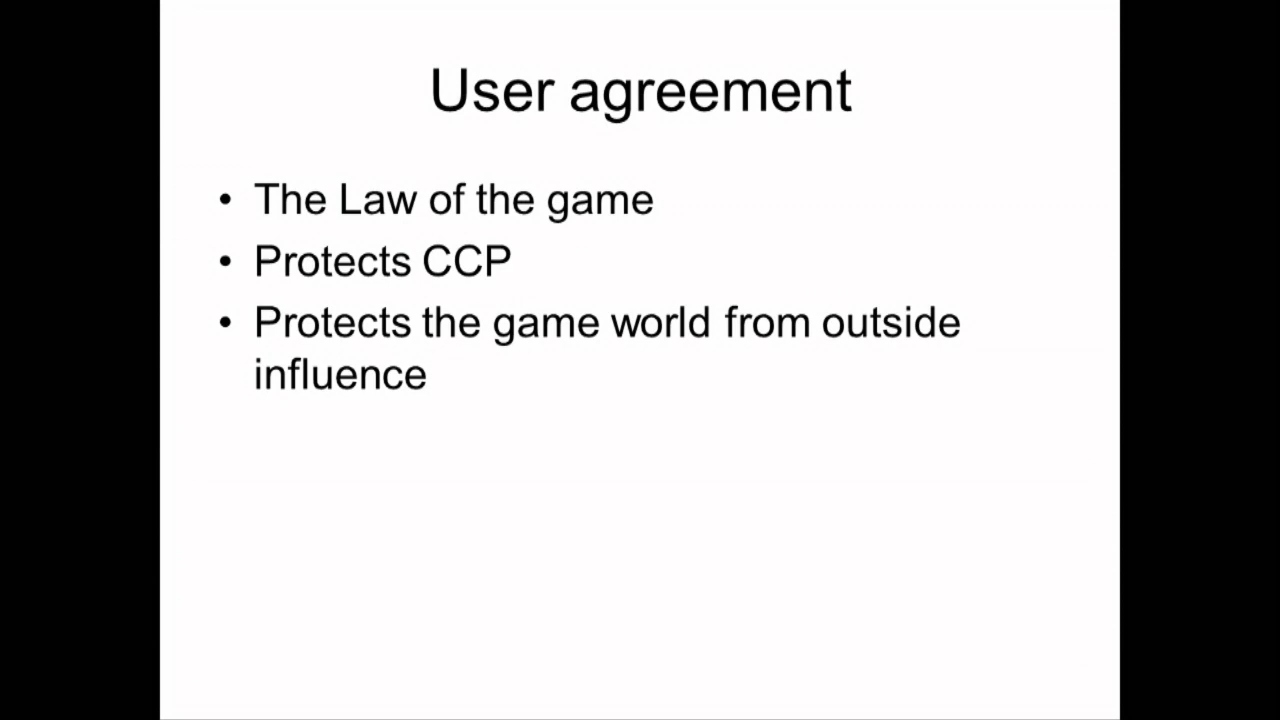 User agreement
• The Law of the game
• Protects CCP
• Protects the game world from outside
influence